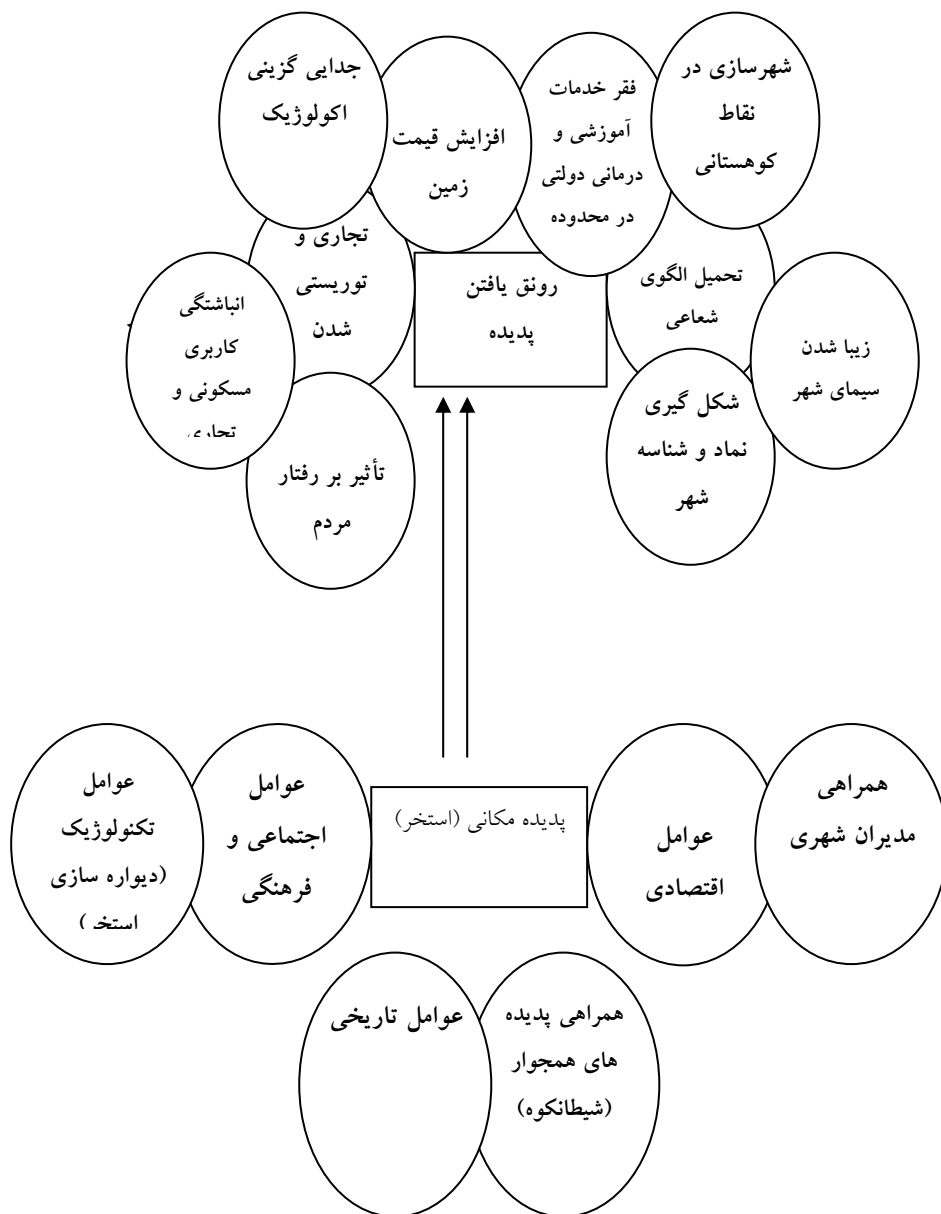 شهرسازی در
نقاط
کوهستانی
فقر خدمات
آموزشی و
درمانی دولتی
در محدوده
افزایش قیمت
زمین
جدایی گزینی
اکولوژیک
تجاری و
توریستی
شدن
رونق یافتن
پدیده
تحمیل الگوی
شعاعی
زیبا شدن
سیمای شهر
انباشتگی
کاربری
مسکونی و
تجاری
شکل گیری
نماد و شناسه
شهر
تأثیر بر رفتار
مردم
همراهی
مدیران شهری
عوامل
اقتصادی
پدیده مکانی (استخر)
عوامل
اجتماعی و
فرهنگی
عوامل
تکنولوژیک
(دیواره سازی
استخر)
همراهی پدیده
های همجوار
(شیطانکوه)
عوامل تاریخی